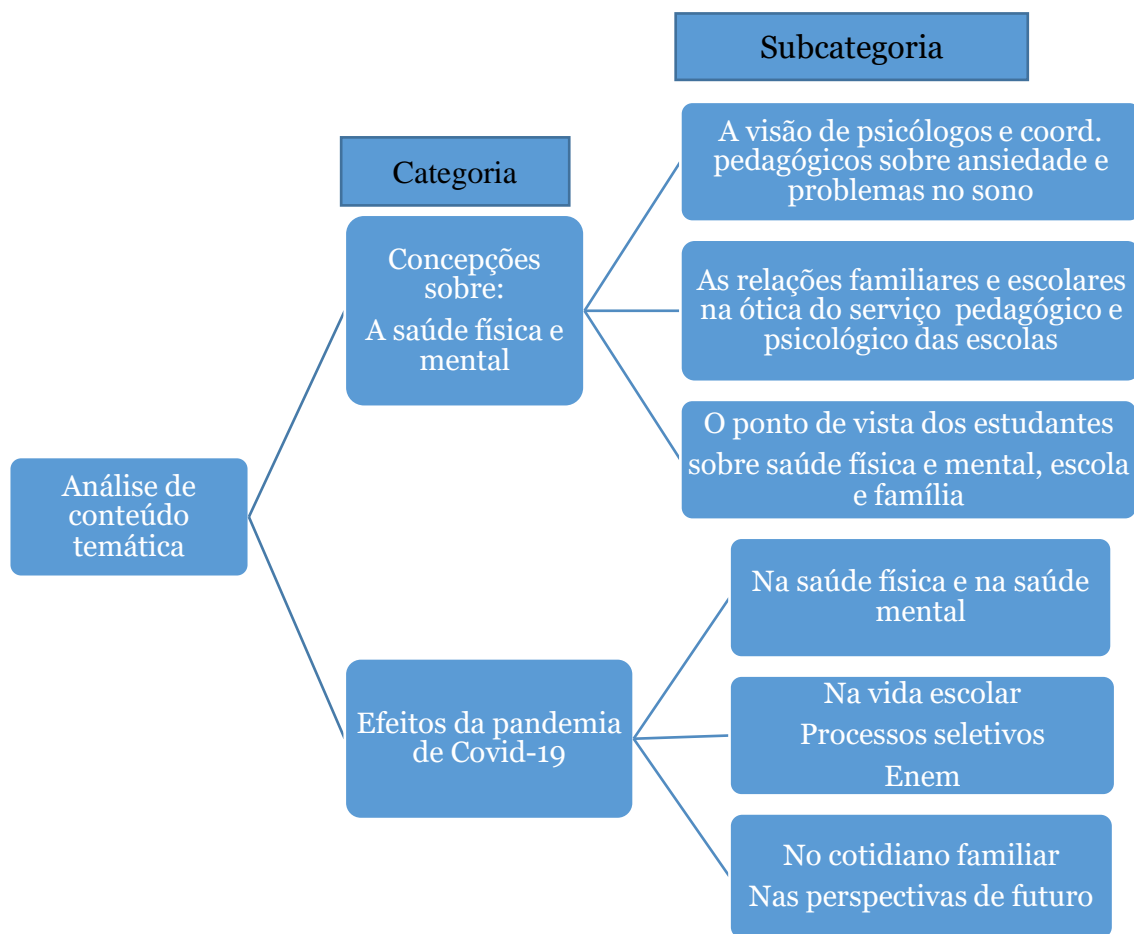 Subcategoria
Categoria
A visão de psicólogos e coord.
pedagógicos sobre ansiedade e
problemas no sono
Concepções
sobre:
A saúde física e
mental
As relações familiares e escolares
na ótica do serviço pedagógico e
psicológico das escolas
O ponto de vista dos estudantes
sobre saúde física e mental, escola
e família
Análise de
conteúdo
temática
Efeitos da pandemia
de Covid-19
Na saúde física e na saúde
mental
Na vida escolar
Processos seletivos
Enem
No cotidiano familiar
Nas perspectivas de futuro